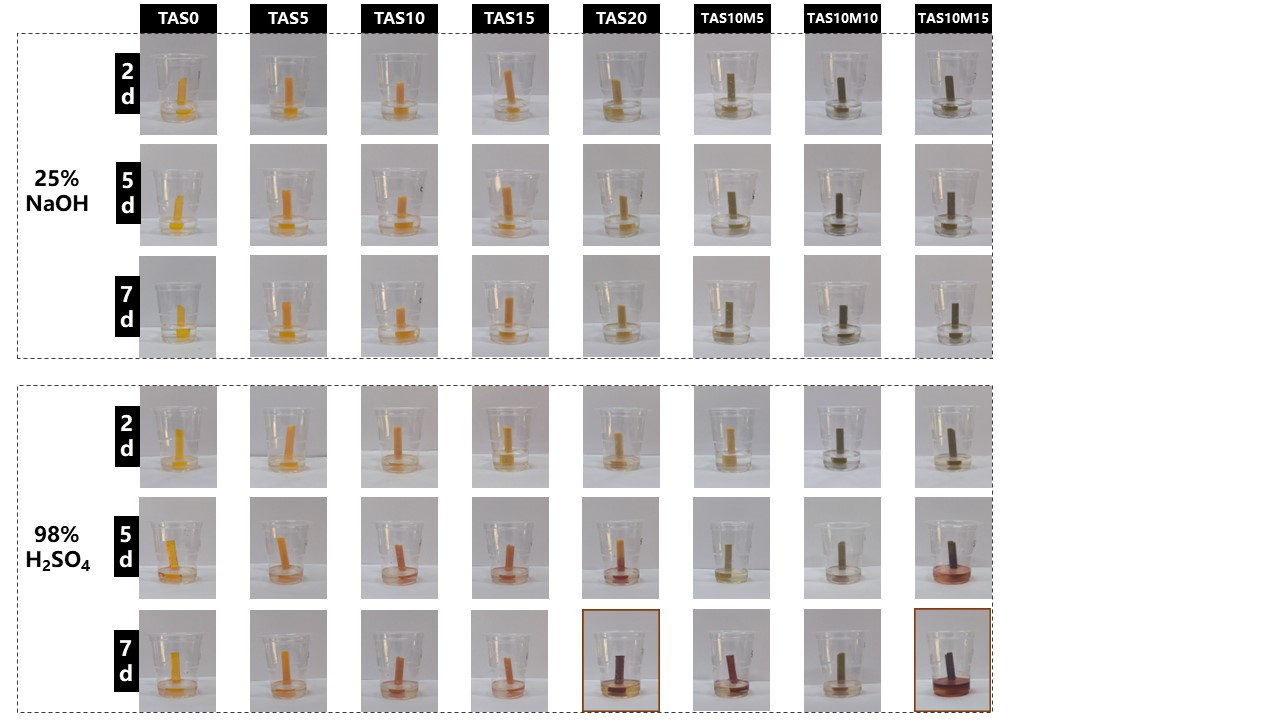 TAS0 TAS5 TAS10 TAS15 TAS20 TAS10M5 TAS10M10 TAS10M15
2
d
25%
NaOH
5
d
7
d
2
d
98%
H₂SO₄
5
d
7
d